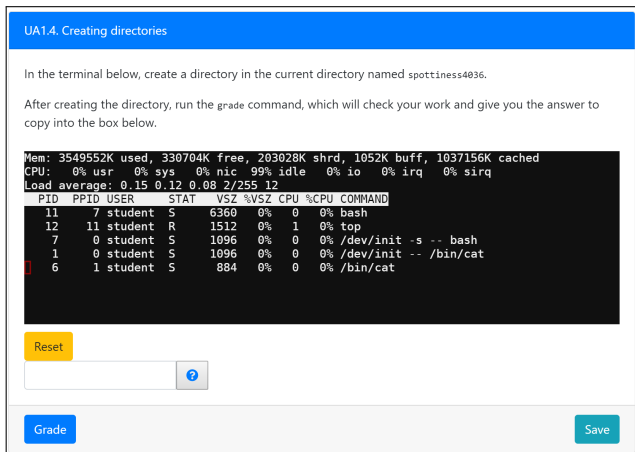 UA1.4. Creating directories
In the terminal below, create a directory in the current directory named spottiness4036.
After creating the directory, run the grade command, which will check your work and give you the answer to
copy into the box below.
Mem: 3549552K used, 330704K free, 203028K shrd, 1052K buff, 1037156K cached
CPU:   0% usr   0% sys   0% nic  99% idle   0% io   0% irq   0% sirq
Load average: 0.15 0.12 0.08 2/255 12
PID  PPID USER     STAT   VSZ %VSZ CPU %CPU COMMAND
11     7 student  S     6360   0%   0   0% bash
12    11 student  R     1512   0%   1   0% top
7     0 student  S     1096   0%   0   0% /dev/init -s -- bash
1     0 student  S     1096   0%   0   0% /dev/init -- /bin/cat
6     1 student  S      884   0%   0   0% /bin/cat
Reset
?
Grade
Save